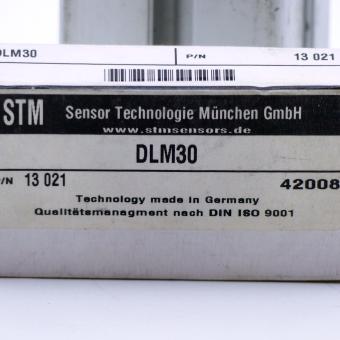 DLM30 P/N 13 021
STM Sensor Technologie München GmbH
www.stmsensors.de
DLM30
P/N 13 021 42008
Technology made in Germany
Qualitätsmanagment nach DIN ISO 9001